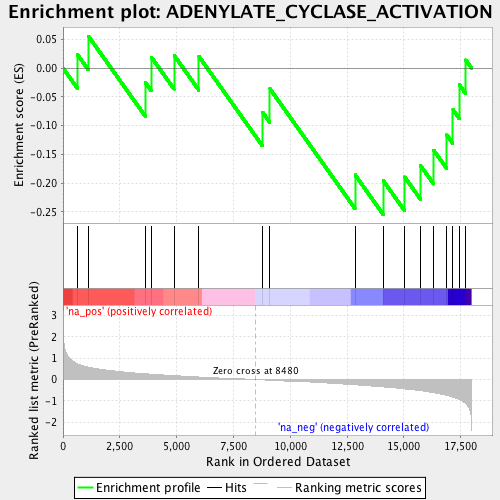 Enrichment plot: ADENYLATE_CYCLASE_ACTIVATION
Enrichment score (ES)
0.05
0.00
-0.05
-0.10
-0.15
-0.20
-0.25
'na_pos' (positively correlated)
Ranked list metric (PreRanked)
3
2
1
0
-1
-2
Zero cross at 8480
'na_neg' (negatively correlated)
0
2,500
5,000
7,500
10,000
12,500
15,000
17,500
Rank in Ordered Dataset
Enrichment profile
Hits
Ranking metric scores